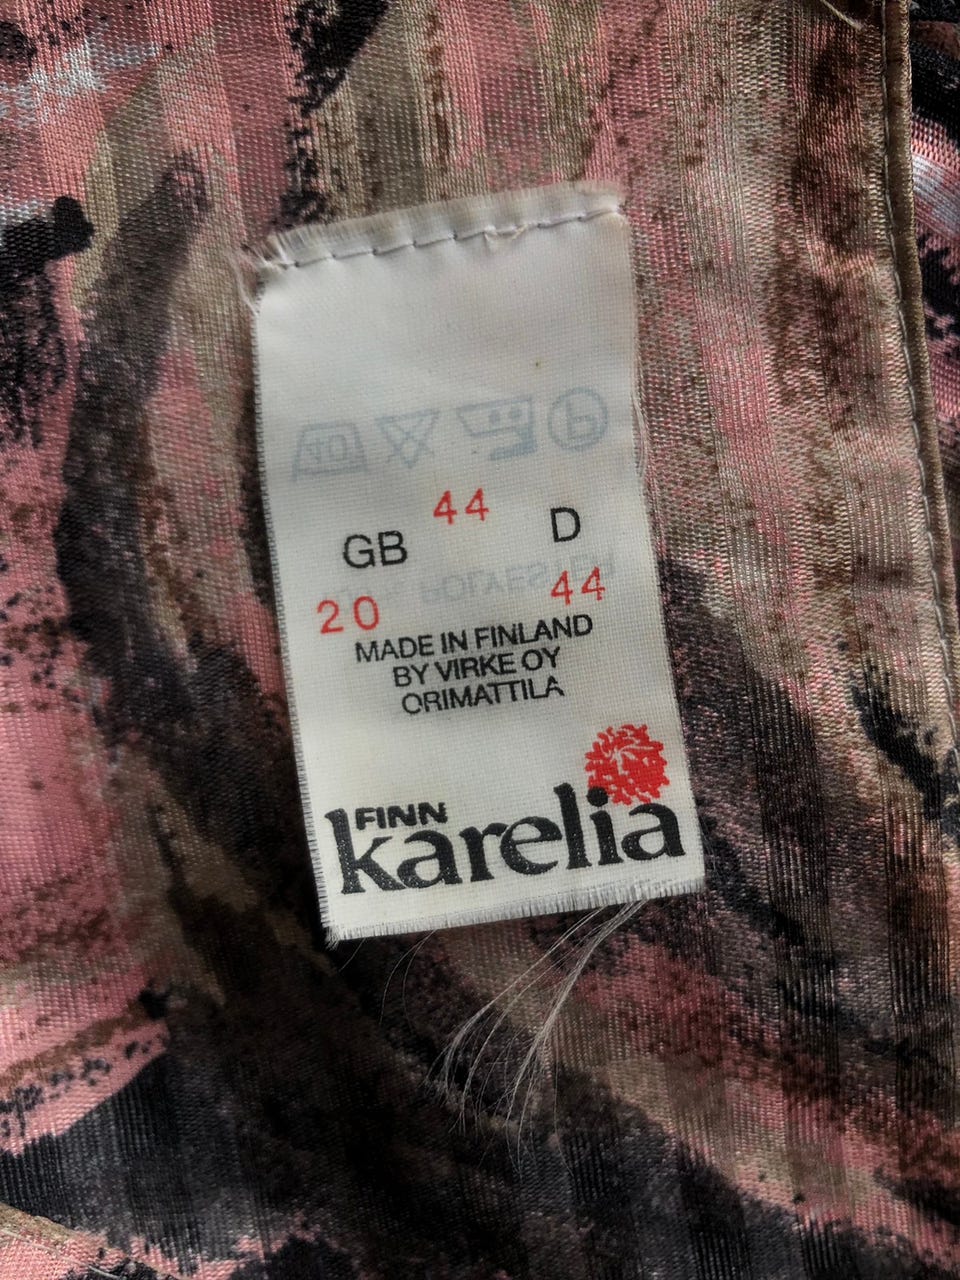 44
GB D
20 44
MADE IN FINLAND
BY VIRKE OY
ORIMATTILA
FINN
karelia